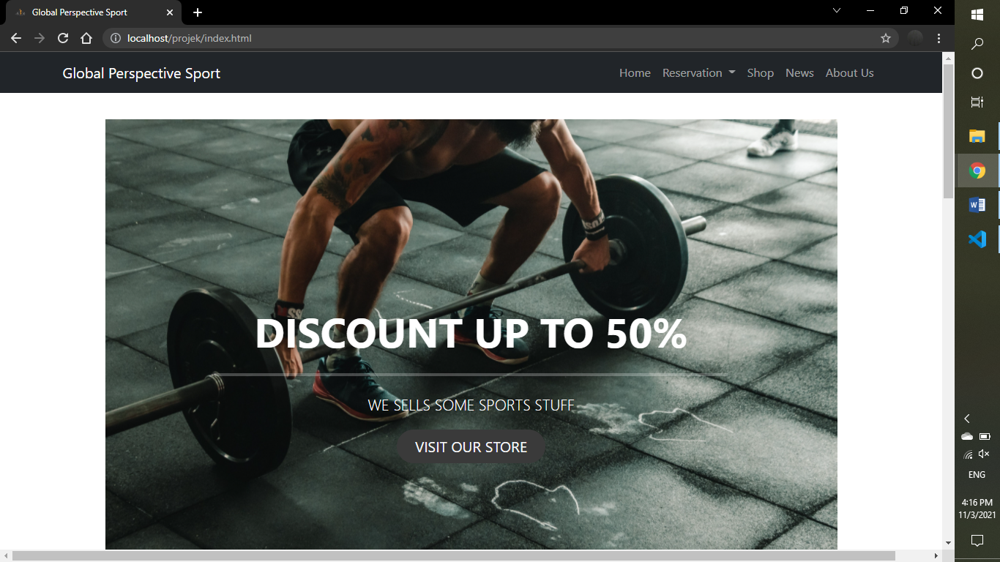 Global Perspective Sport
localhost/projek/index.html
Global Perspective Sport
Home Reservation Shop News About Us
DISCOUNT UP TO 50%
WE SELLS SOME SPORTS STUFF
VISIT OUR STORE
ENG
4:16 PM
11/3/2021